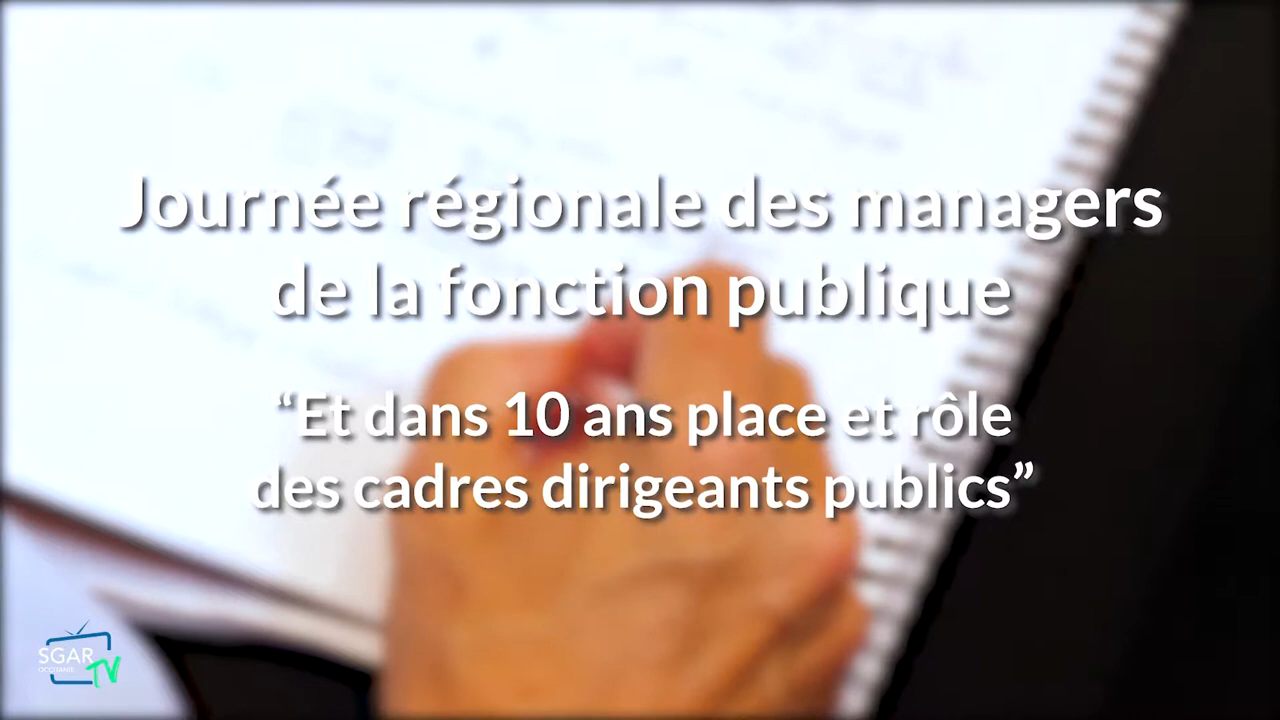 Journée régionale des managers
de la fonction publique
“Et dans 10 ans place et rôle
des cadres dirigeants publics”
SGAR
OCCITANIE
TV